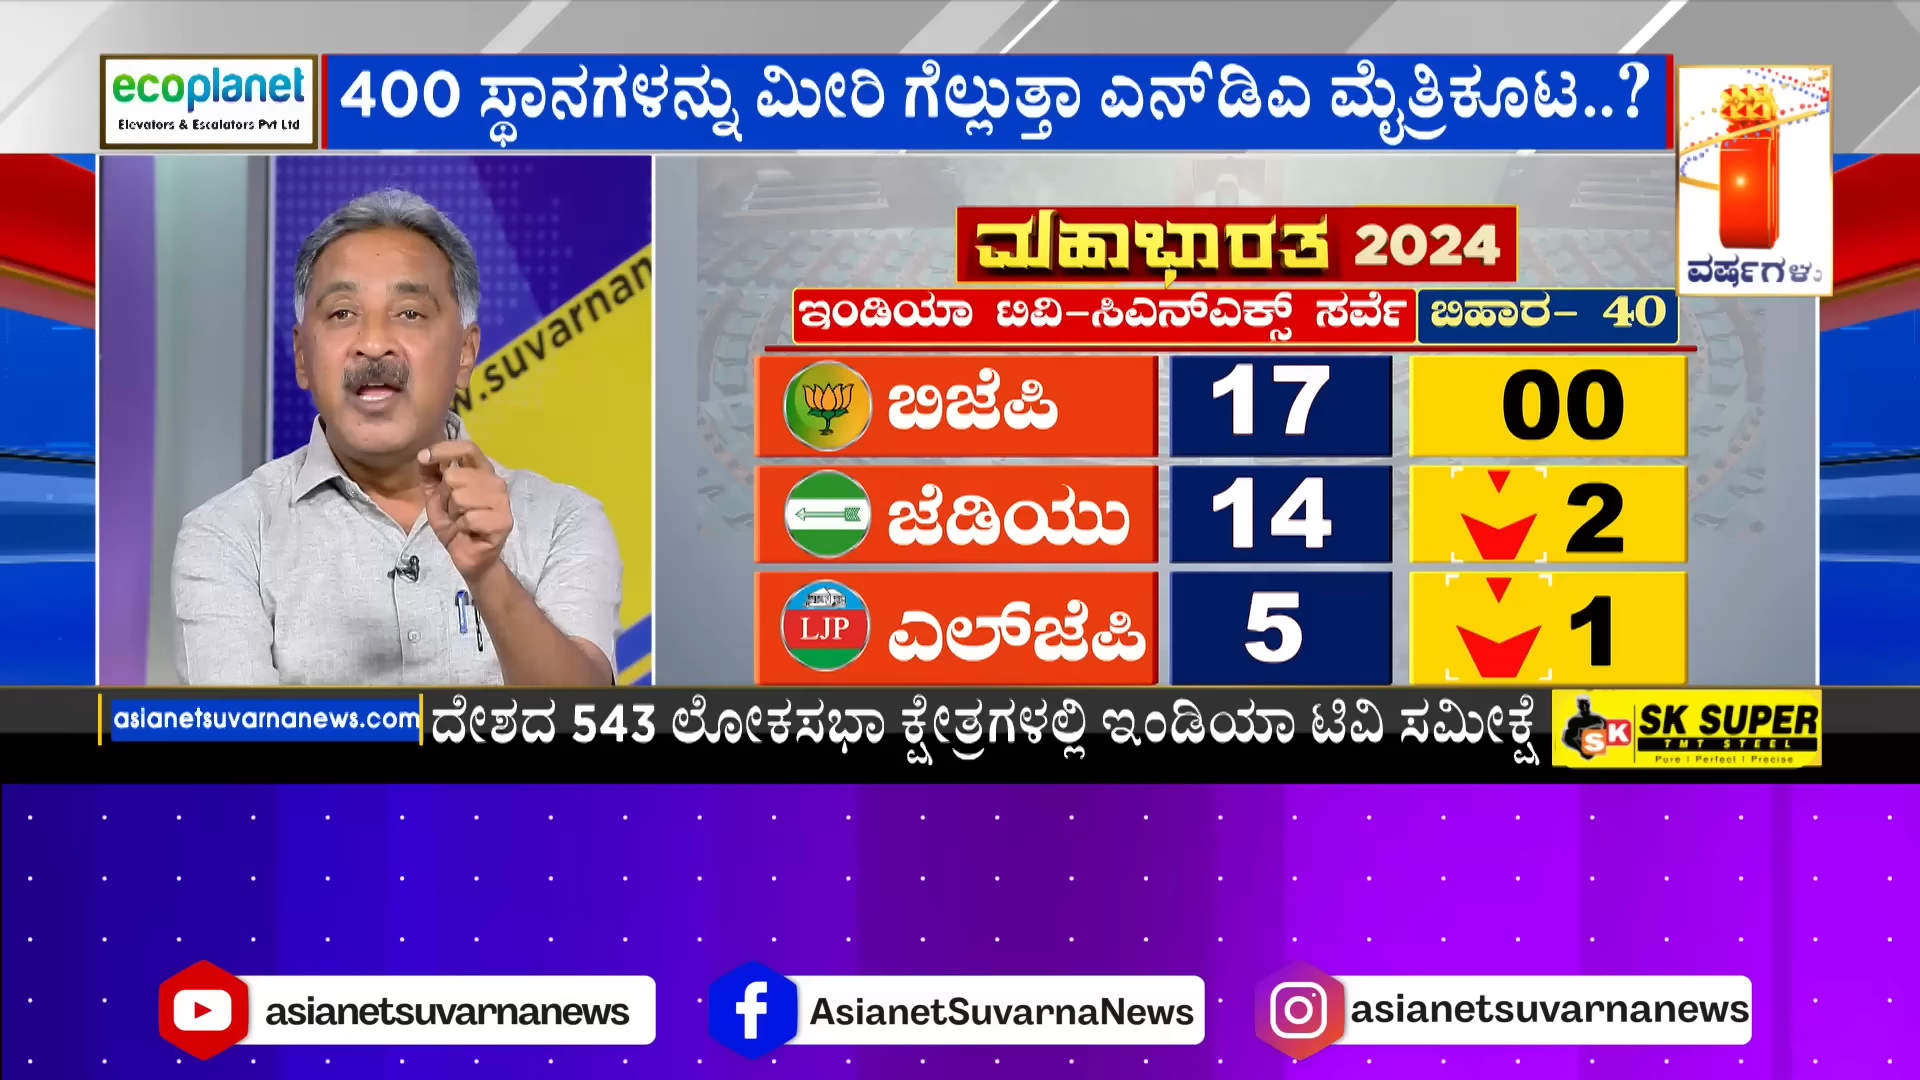 ecoplanet
Elevators & Escalators Pvt Ltd
400 ಸ್ಥಾನಗಳನ್ನು ಮೀರಿ ಗೆಲ್ಲುತ್ತಾ ಎನ್‌ಡಿಎ ಮೈತ್ರಿಕೂಟ..?
ವರ್ಷಗಳು
w.suvarnan
ಮಹಾಭಾರತ 2024
ಇಂಡಿಯಾ ಟಿವಿ-ಸಿಎನ್‌ಎಕ್ಸ್ ಸರ್ವೆ ಬಿಹಾರ- 40
ಬಿಜೆಪಿ 17 00
ಜೆಡಿಯು 14 2
LJP ಎಲ್‌ಜೆಪಿ 5 1
asianetsuvarnanews.com ದೇಶದ 543 ಲೋಕಸಭಾ ಕ್ಷೇತ್ರಗಳಲ್ಲಿ ಇಂಡಿಯಾ ಟಿವಿ ಸಮೀಕ್ಷೆ
SK SK SUPER
TMT STEEL
Pure | Perfect | Precise
asianetsuvarnanews AsianetSuvarnaNews asianetsuvarnanews